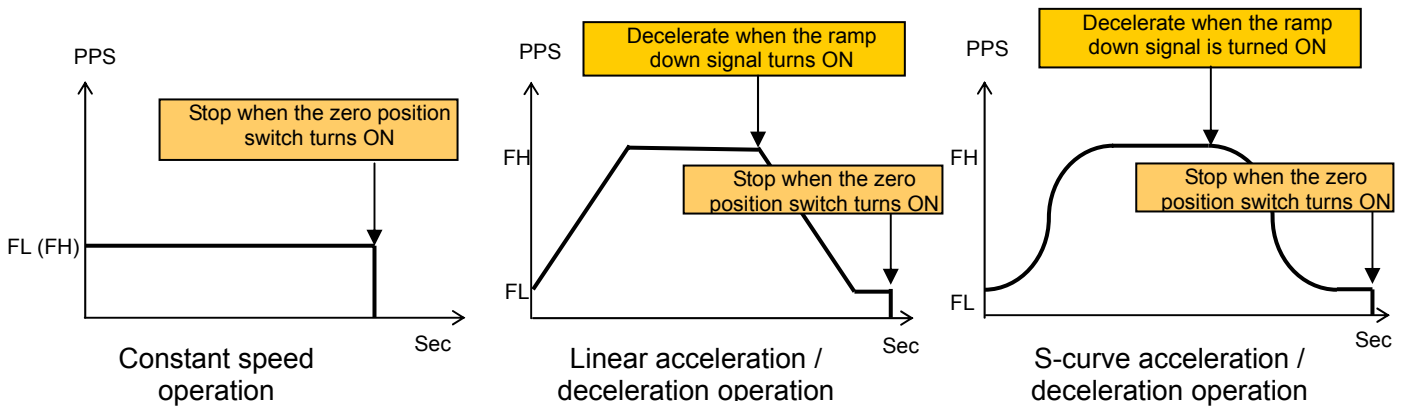 PPS
Stop when the zero position
switch turns ON
FL (FH)
Sec
Constant speed
operation
Decelerate when the ramp
down signal turns ON
PPS
FH
Stop when the zero
position switch turns ON
FL
Sec
Linear acceleration /
deceleration operation
Decelerate when the ramp
down signal is turned ON
PPS
FH
Stop when the zero
position switch turns ON
FL
Sec
S-curve acceleration /
deceleration operation